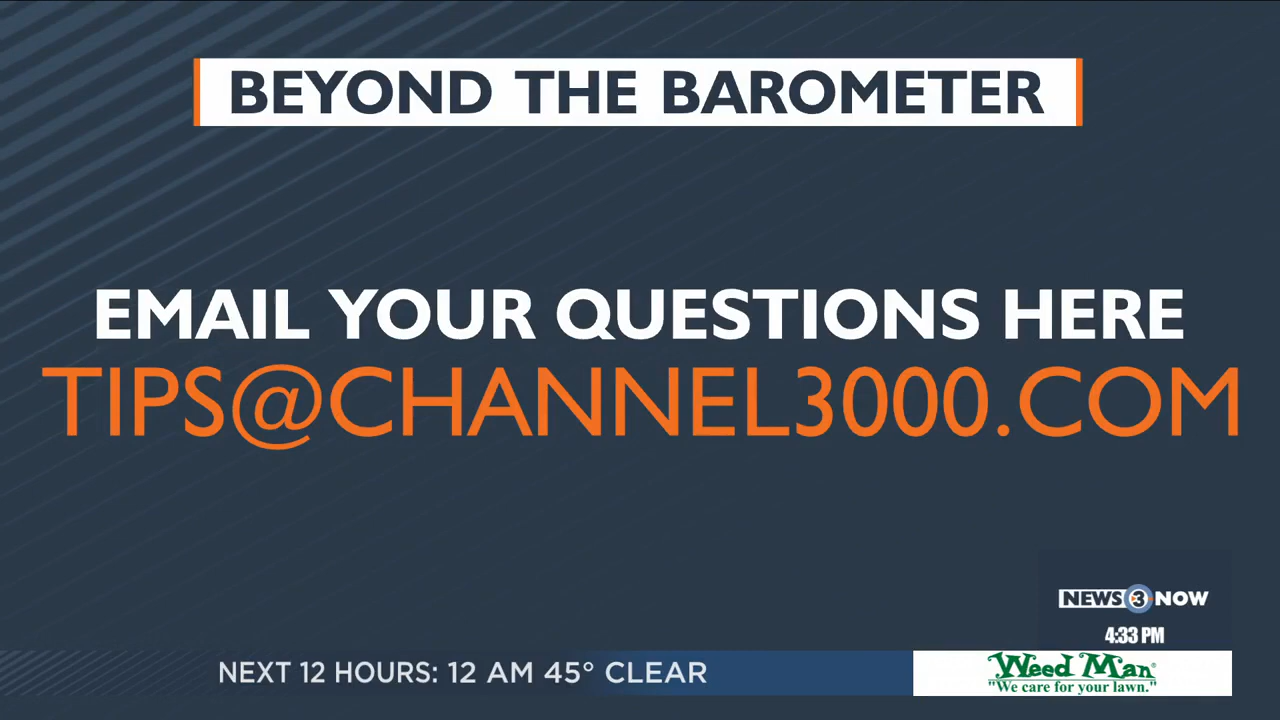 BEYOND THE BAROMETER
EMAIL YOUR QUESTIONS HERE
TIPS@CHANNEL3000.COM
NEWS 3 NOW
4:33 PM
NEXT 12 HOURS: 12 AM 45° CLEAR
Weed Man®
"We care for your lawn."